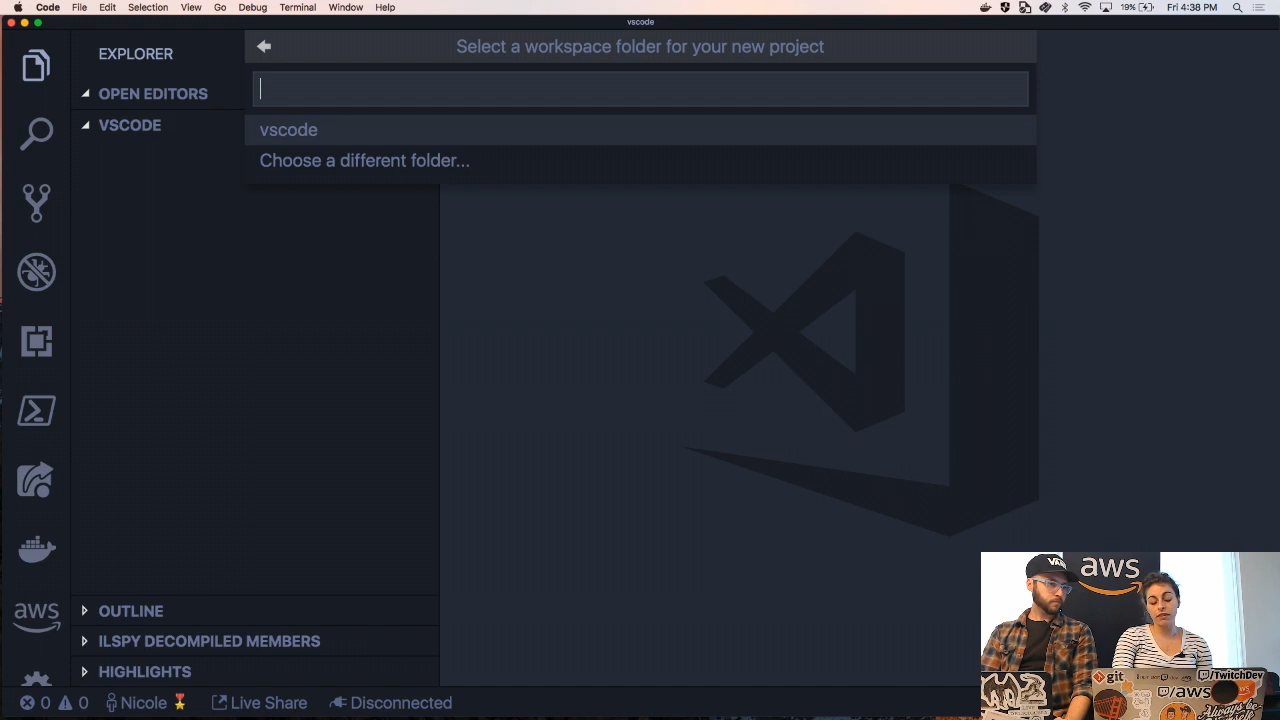 Code File Edit Selection View Go Debug Terminal Window Help
19% Fri 4:38 PM
vscode
EXPLORER
Select a workspace folder for your new project
OPEN EDITORS
VSCODE
vscode
Choose a different folder...
aws
OUTLINE
ILSPY DECOMPILED MEMBERS
HIGHLIGHTS
0 0 Nicole Live Share Disconnected
aws
git
/TwitchDev
/aws
Always be